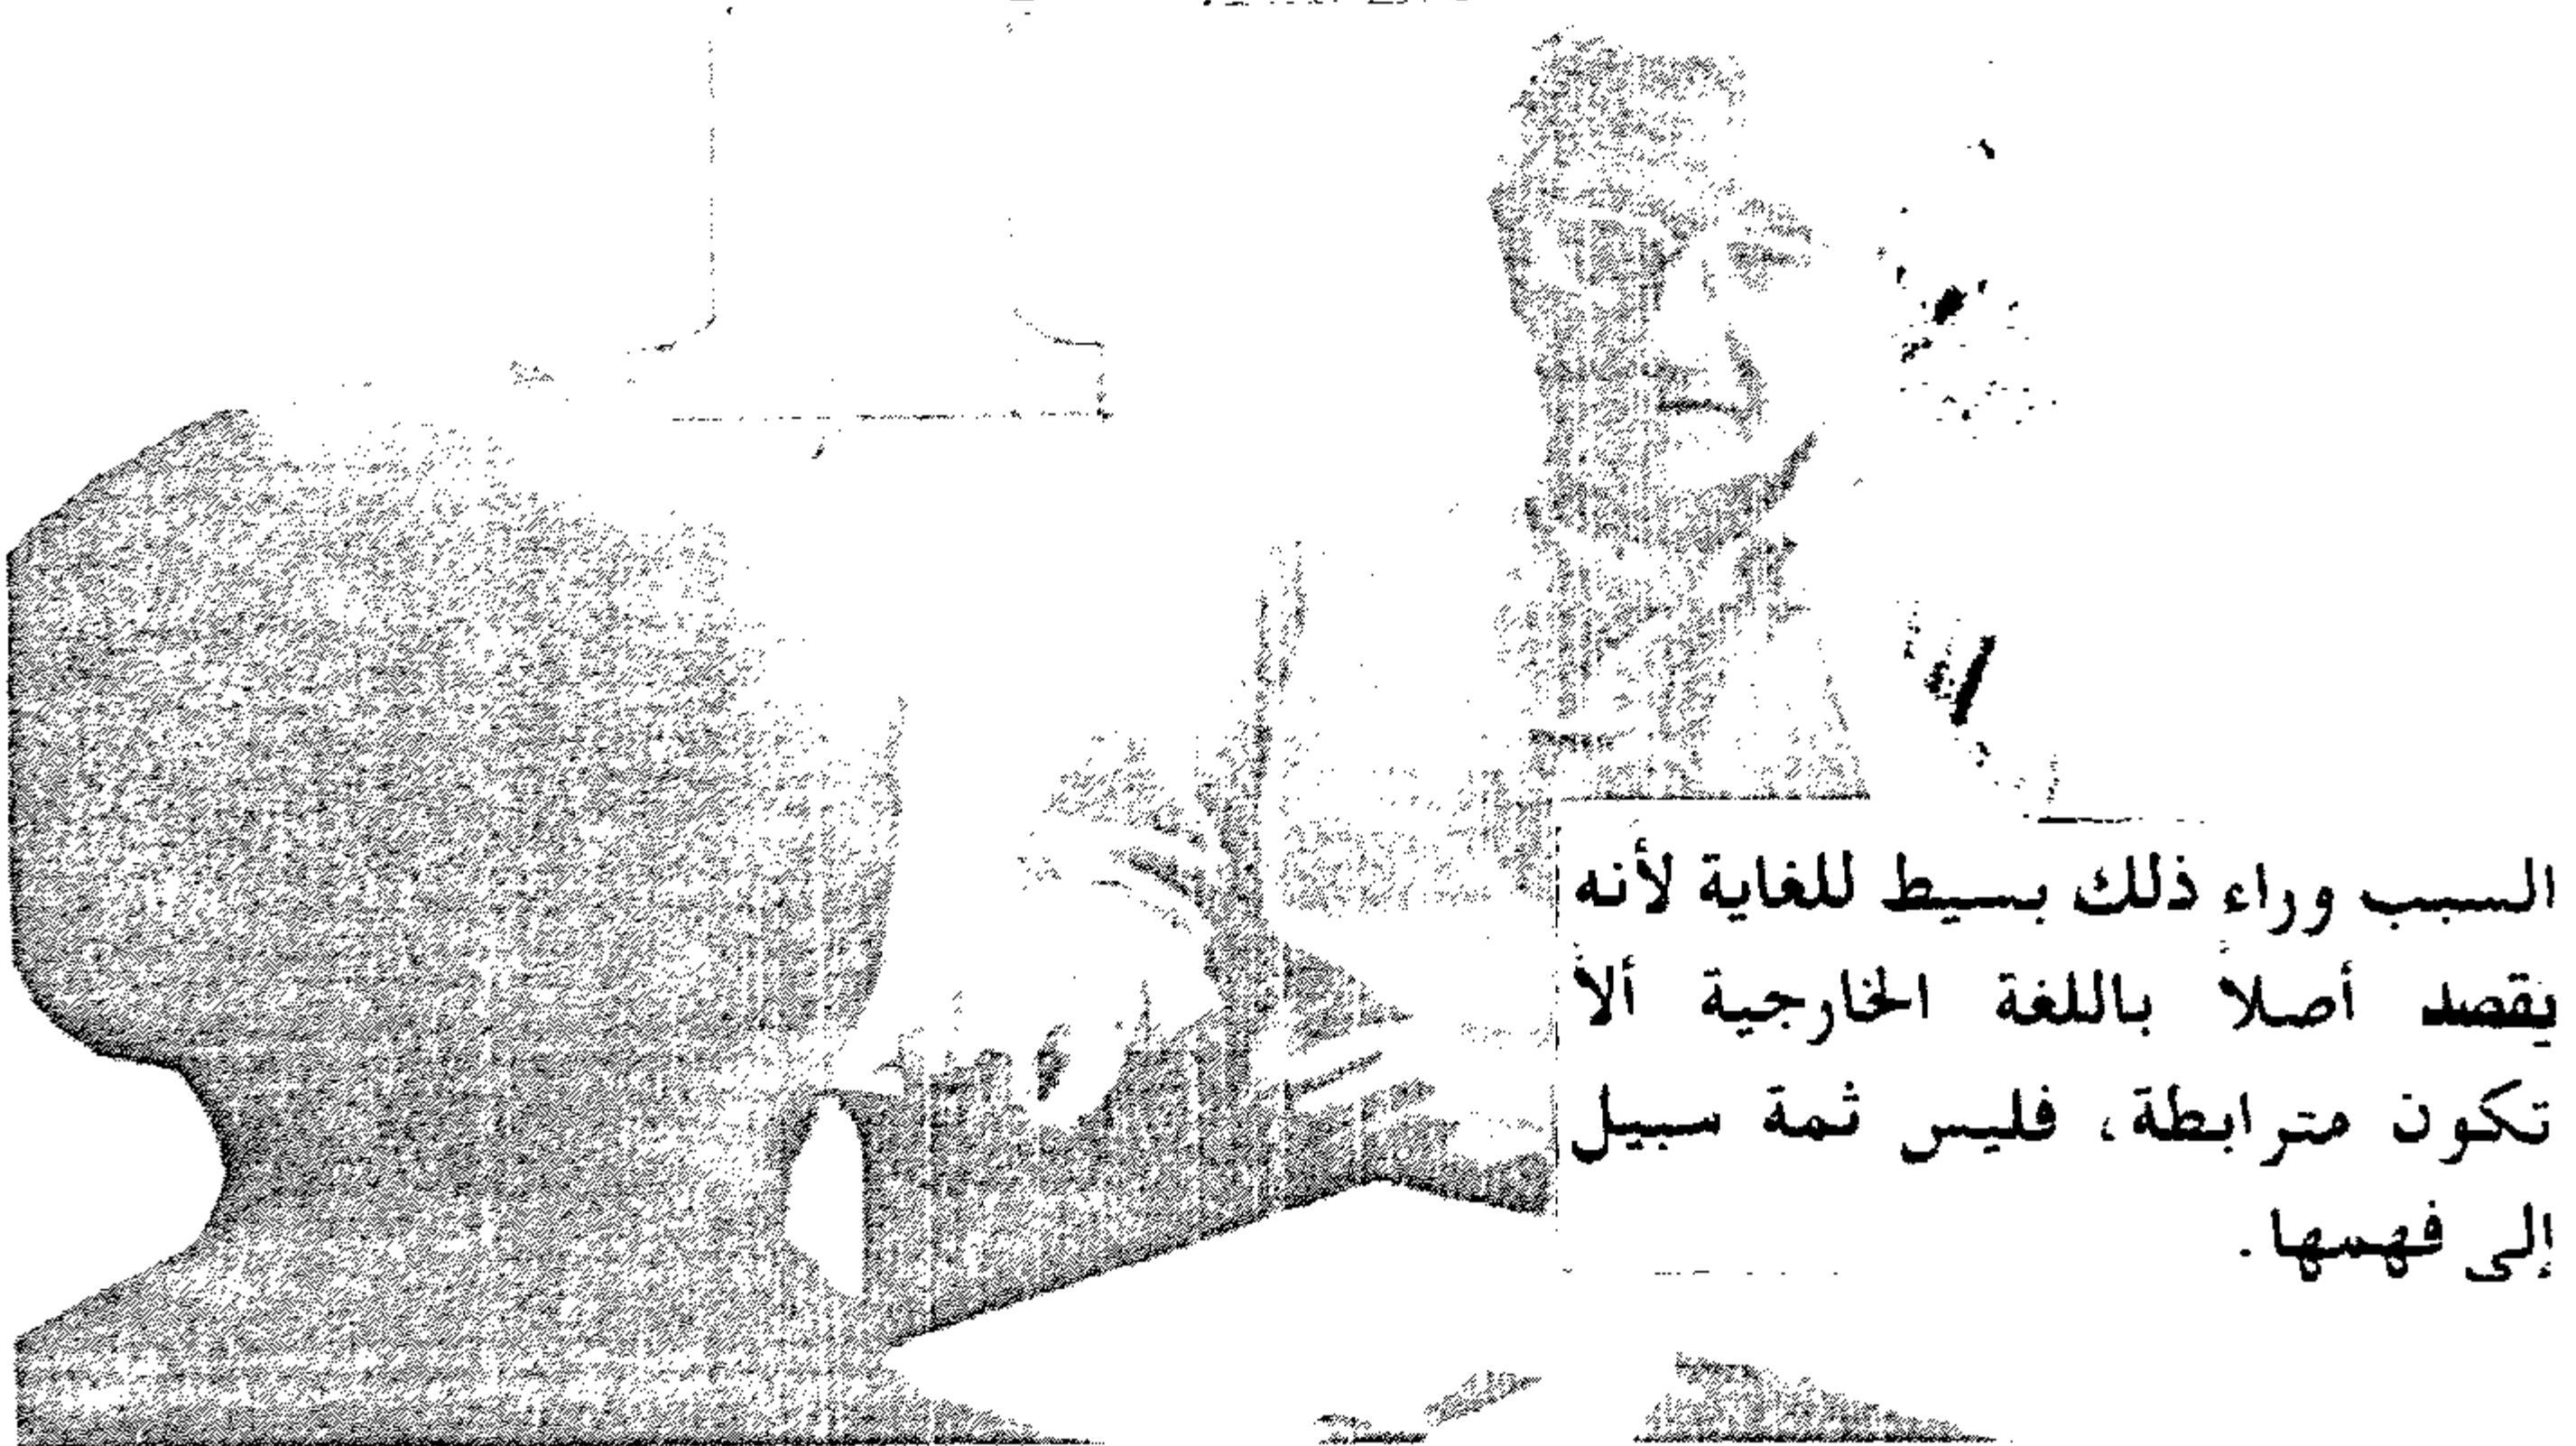 السبب وراء ذلك بسيط للغاية لأنه
يقصد أصلاً باللغة الخارجية ألاّ
تكون مترابطة، فليس ثمة سبيل
إلى فهمها.